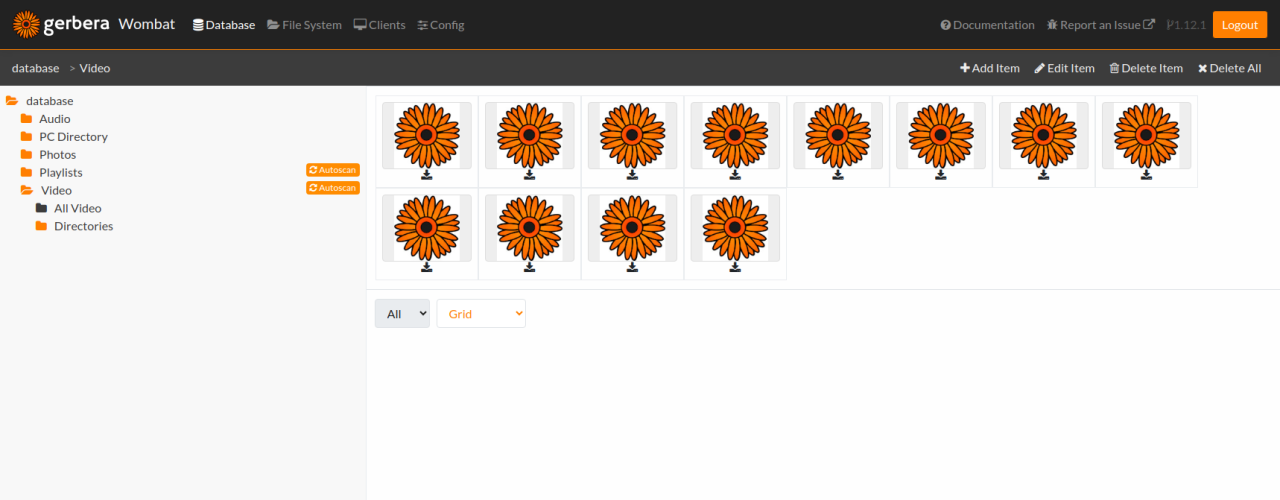 gerbera Wombat Database File System Clients Config Documentation Report an Issue 1.12.1 Logout
database > Video Add Item Edit Item Delete Item Delete All
database
Audio
PC Directory
Photos
Playlists Autoscan
Video Autoscan
All Video
Directories
All Grid